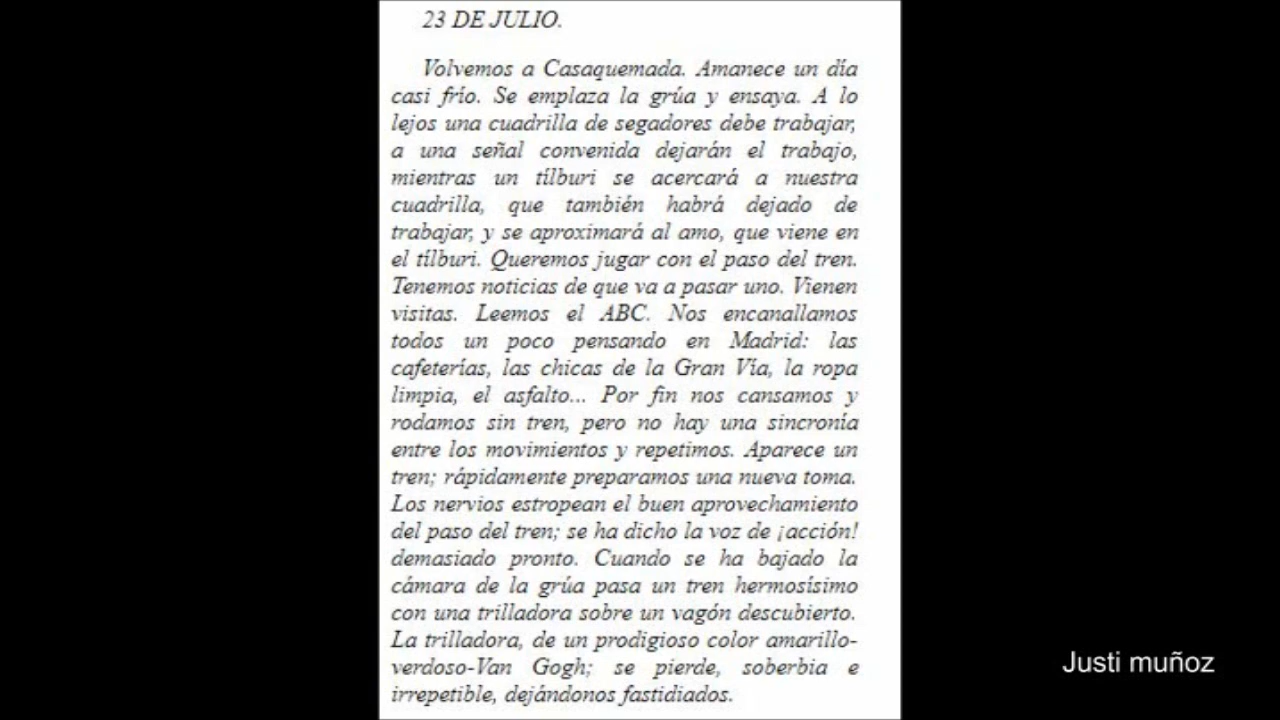 23 DE JULIO.
Volvemos a Casaquemada. Amanece un día
casi frío. Se emplaza la grúa y ensaya. A lo
lejos una cuadrilla de segadores debe trabajar,
a una señal convenida dejarán el trabajo,
mientras un tílburi se acercará a nuestra
cuadrilla, que también habrá dejado de
trabajar, y se aproximará al amo, que viene en
el tílburi. Queremos jugar con el paso del tren.
Tenemos noticias de que va a pasar uno. Vienen
visitas. Leemos el ABC. Nos encanallamos
todos un poco pensando en Madrid: las
cafeterías, las chicas de la Gran Vía, la ropa
limpia, el asfalto... Por fin nos cansamos y
rodamos sin tren, pero no hay una sincronía
entre los movimientos y repetimos. Aparece un
tren; rápidamente preparamos una nueva toma.
Los nervios estropean el buen aprovechamiento
del paso del tren; se ha dicho la voz de ¡acción!
demasiado pronto. Cuando se ha bajado la
cámara de la grúa pasa un tren hermosísimo
con una trilladora sobre un vagón descubierto.
La trilladora, de un prodigioso color amarillo-
verdoso-Van Gogh; se pierde, soberbia e
irrepetible, dejándonos fastidiados.
Justi muñoz